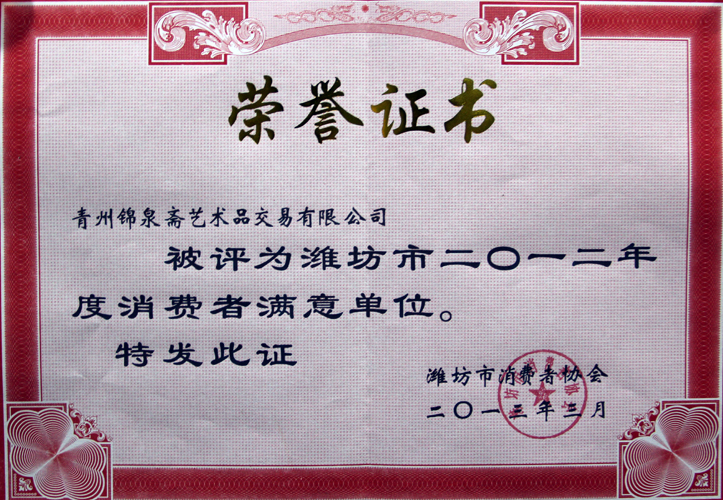 荣誉证书
青州锦泉斋艺术品交易有限公司
被评为潍坊市二〇一二年
度消费者满意单位。
特发此证
潍坊市消费者协会
二〇一三年三月